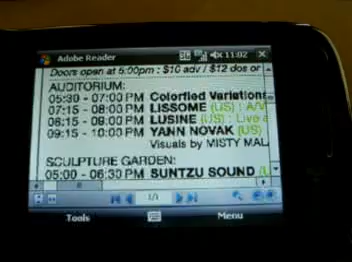 Adobe Reader 11:02
Doors open at 5:00pm : $10 adv / $12 dos or
AUDITORIUM:
05:30 - 07:00 PM Colorfied Variations
07:15 - 08:00 PM LISSOME (US) : A/V
08:15 - 09:00 PM LUSINE (US) : Live a
09:15 - 10:00 PM YANN NOVAK (US)
Visuals by MISTY MAL
SCULPTURE GARDEN:
05:00 - 06:30 PM SUNTZU SOUND (U
1/1
Tools Menu